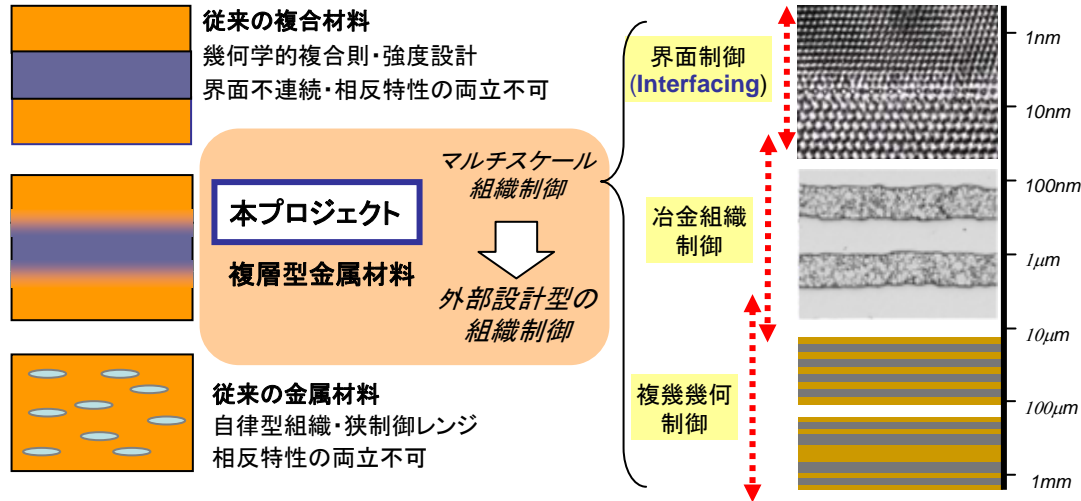 従来の複合材料
幾何学的複合則・強度設計
界面不連続・相反特性の両立不可
本プロジェクト
複層型金属材料
マルチスケール
組織制御
外部設計型の
組織制御
従来の金属材料
自律型組織・狭制御レンジ
相反特性の両立不可
界面制御
(Interfacing)
冶金組織
制御
複幾幾何
制御
1nm
10nm
100nm
1μm
10μm
100μm
1mm